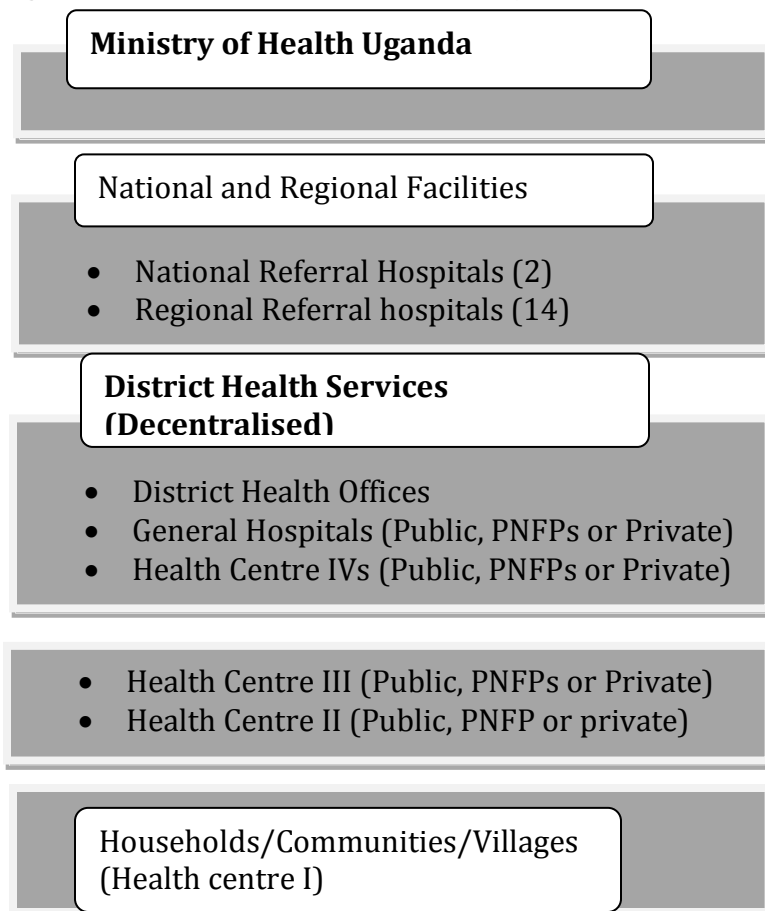 Ministry of Health Uganda
National and Regional Facilities
• National Referral Hospitals (2)
• Regional Referral hospitals (14)
District Health Services
(Decentralised)
• District Health Offices
• General Hospitals (Public, PNFPs or Private)
• Health Centre IVs (Public, PNFPs or Private)
• Health Centre III (Public, PNFPs or Private)
• Health Centre II (Public, PNFP or private)
Households/Communities/Villages
(Health centre I)